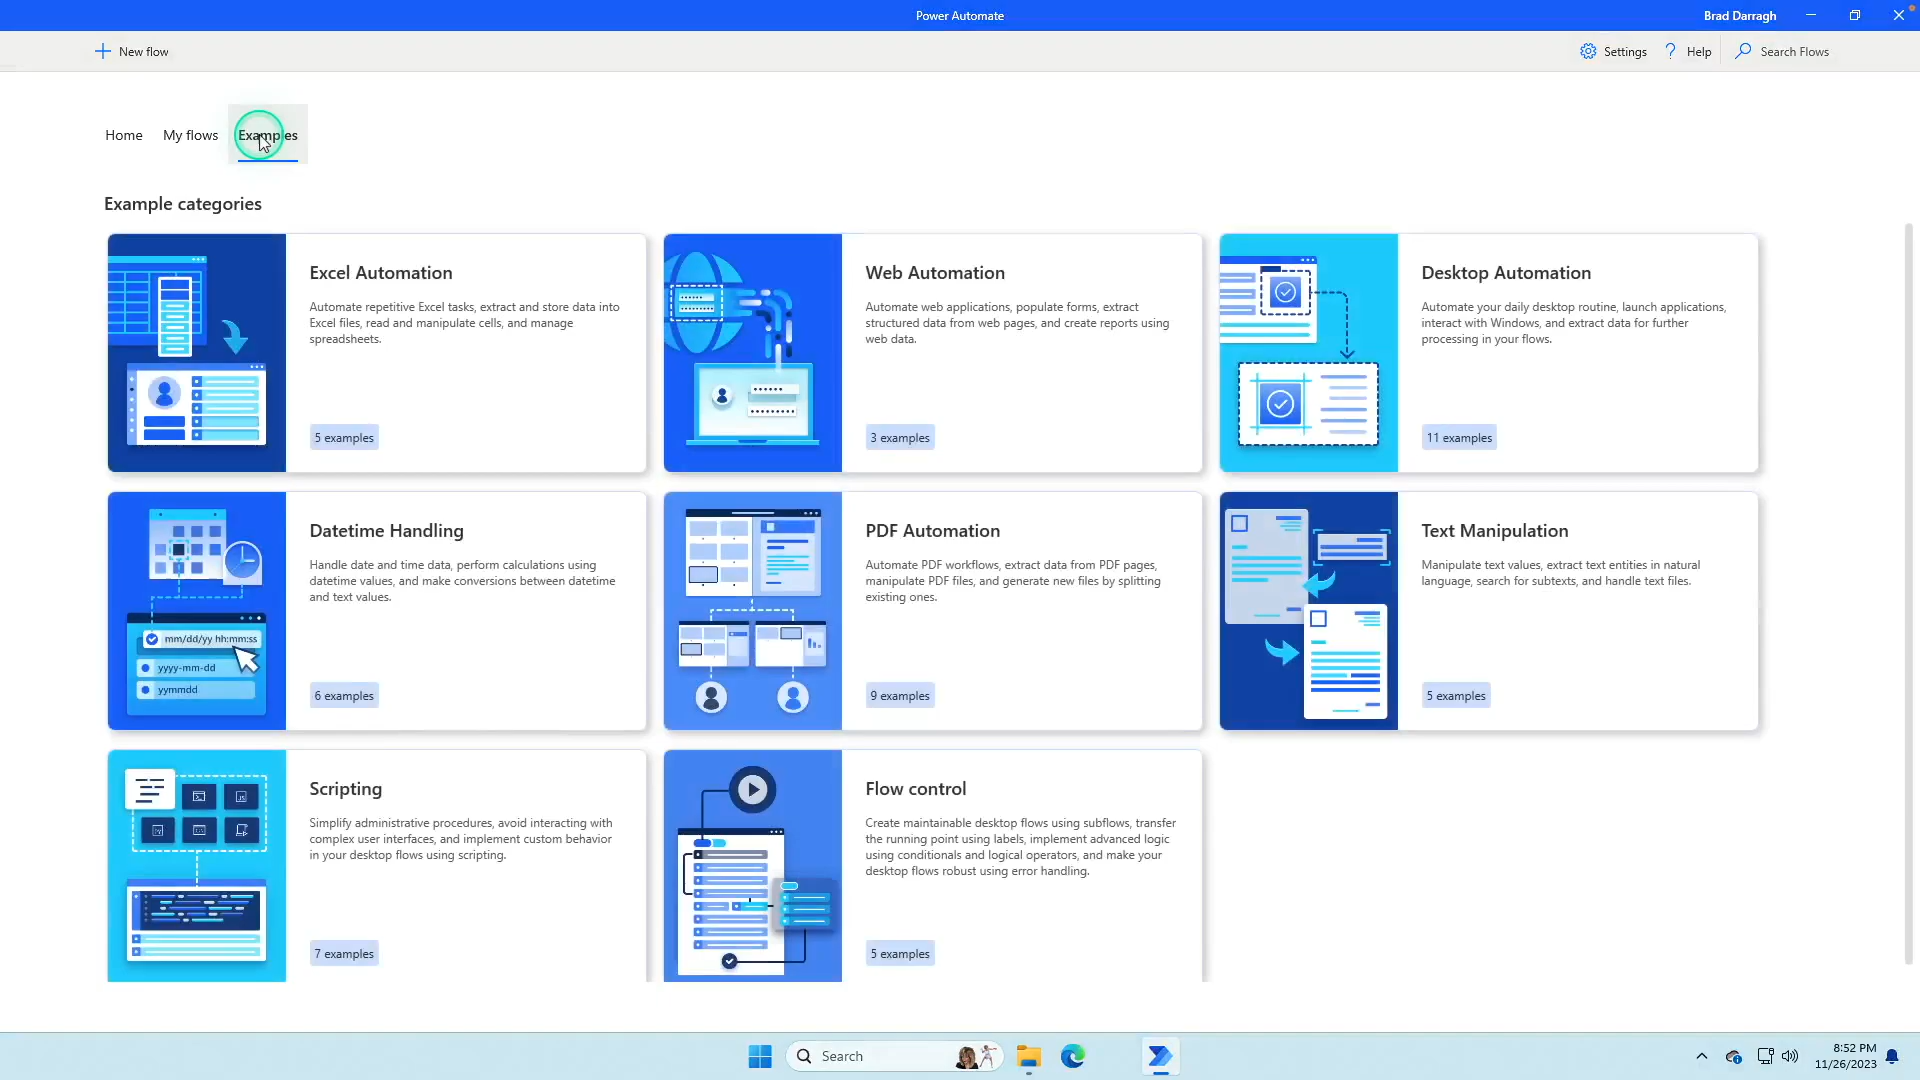 Power Automate
Brad Darragh
New flow
Settings
Help
Search Flows
Home
My flows
Examples
Example categories
Excel Automation
Automate repetitive Excel tasks, extract and store data into
Excel files, read and manipulate cells, and manage
spreadsheets.
5 examples
Web Automation
Automate web applications, populate forms, extract
structured data from web pages, and create reports using
web data.
3 examples
Desktop Automation
Automate your daily desktop routine, launch applications,
interact with Windows, and extract data for further
processing in your flows.
11 examples
mm/dd/yy hh:mm:ss
yyyy-mm-dd
yymmdd
Datetime Handling
Handle date and time data, perform calculations using
datetime values, and make conversions between datetime
and text values.
6 examples
PDF Automation
Automate PDF workflows, extract data from PDF pages,
manipulate PDF files, and generate new files by splitting
existing ones.
9 examples
Text Manipulation
Manipulate text values, extract text entities in natural
language, search for subtexts, and handle text files.
5 examples
Scripting
Simplify administrative procedures, avoid interacting with
complex user interfaces, and implement custom behavior
in your desktop flows using scripting.
7 examples
Flow control
Create maintainable desktop flows using subflows, transfer
the running point using labels, implement advanced logic
using conditionals and logical operators, and make your
desktop flows robust using error handling.
5 examples
Search
8:52 PM
11/26/2023